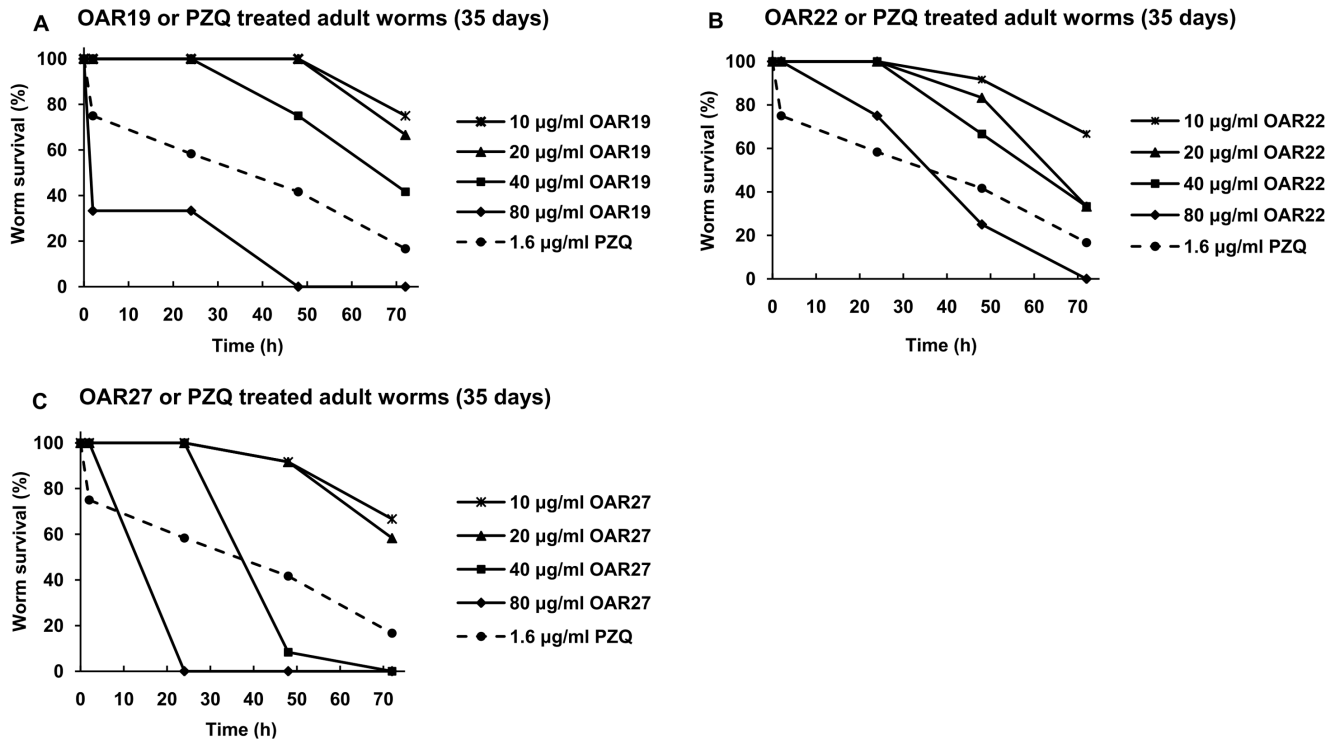 A OAR19 or PZQ treated adult worms (35 days)
Worm survival (%)
100
80
60
40
20
0
0 10 20 30 40 50 60 70
Time (h)
10 µg/ml OAR19
20 µg/ml OAR19
40 µg/ml OAR19
80 µg/ml OAR19
1.6 µg/ml PZQ
B OAR22 or PZQ treated adult worms (35 days)
Worm survival (%)
100
80
60
40
20
0
0 10 20 30 40 50 60 70
Time (h)
10 µg/ml OAR22
20 µg/ml OAR22
40 µg/ml OAR22
80 µg/ml OAR22
1.6 µg/ml PZQ
C OAR27 or PZQ treated adult worms (35 days)
Worm survival (%)
100
80
60
40
20
0
0 10 20 30 40 50 60 70
Time (h)
10 µg/ml OAR27
20 µg/ml OAR27
40 µg/ml OAR27
80 µg/ml OAR27
1.6 µg/ml PZQ